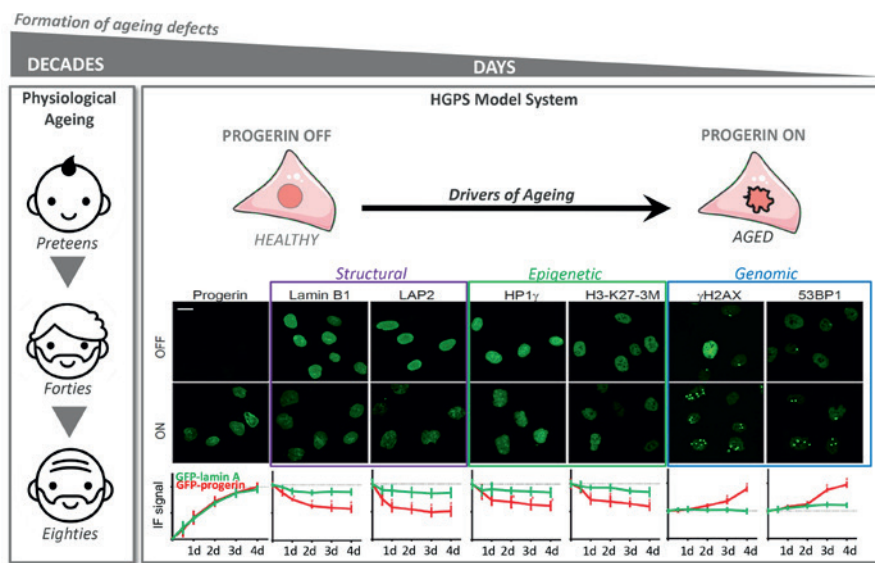 Formation of ageing defects
DECADES DAYS
Physiological
Ageing
Preteens
Forties
Eighties
HGPS Model System
PROGERIN OFF PROGERIN ON
Drivers of Ageing
HEALTHY AGED
Structural Epigenetic Genomic
Progerin Lamin B1 LAP2 HP1γ H3-K27-3M γH2AX 53BP1
OFF
ON
GFP-lamin A
GFP-progerin
IF signal
1d 2d 3d 4d 1d 2d 3d 4d 1d 2d 3d 4d 1d 2d 3d 4d 1d 2d 3d 4d 1d 2d 3d 4d 1d 2d 3d 4d